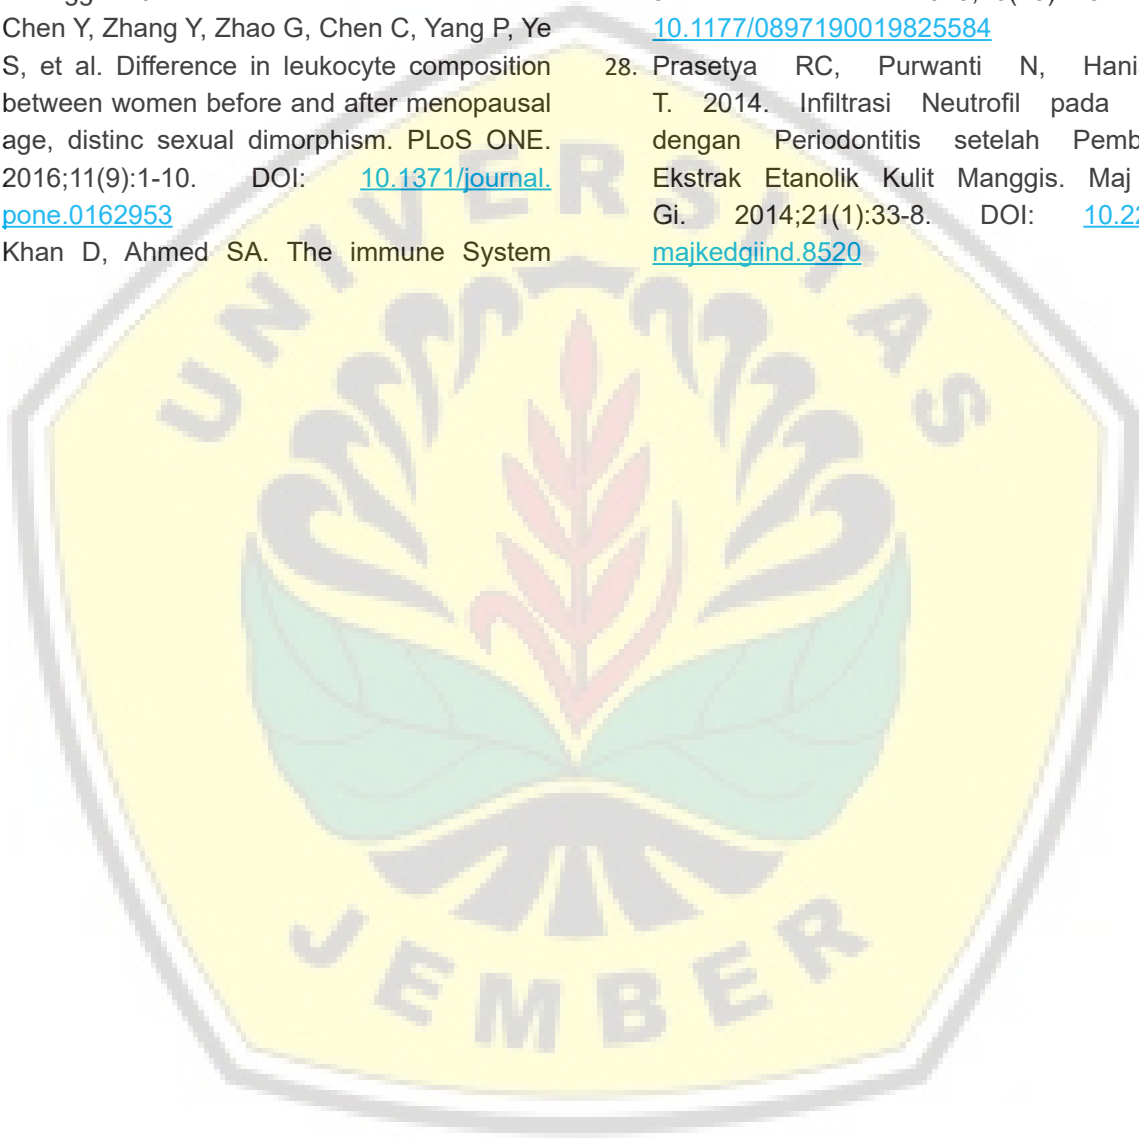 Chen Y, Zhang Y, Zhao G, Chen C, Yang P, Ye
S, et al. Difference in leukocyte composition
between women before and after menopausal
age, distinc sexual dimorphism. PLoS ONE.
2016;11(9):1-10. DOI: 10.1371/journal.
pone.0162953
Khan D, Ahmed SA. The immune System
10.1177/0897190019825584
28. Prasetya RC, Purwanti N, Hani
T. 2014. Infiltrasi Neutrofil pada
dengan Periodontitis setelah Pemb
Ekstrak Etanolik Kulit Manggis. Maj
Gi. 2014;21(1):33-8. DOI: 10.22
majkedgiind.8520
UNIVERSITAS
JEMBER